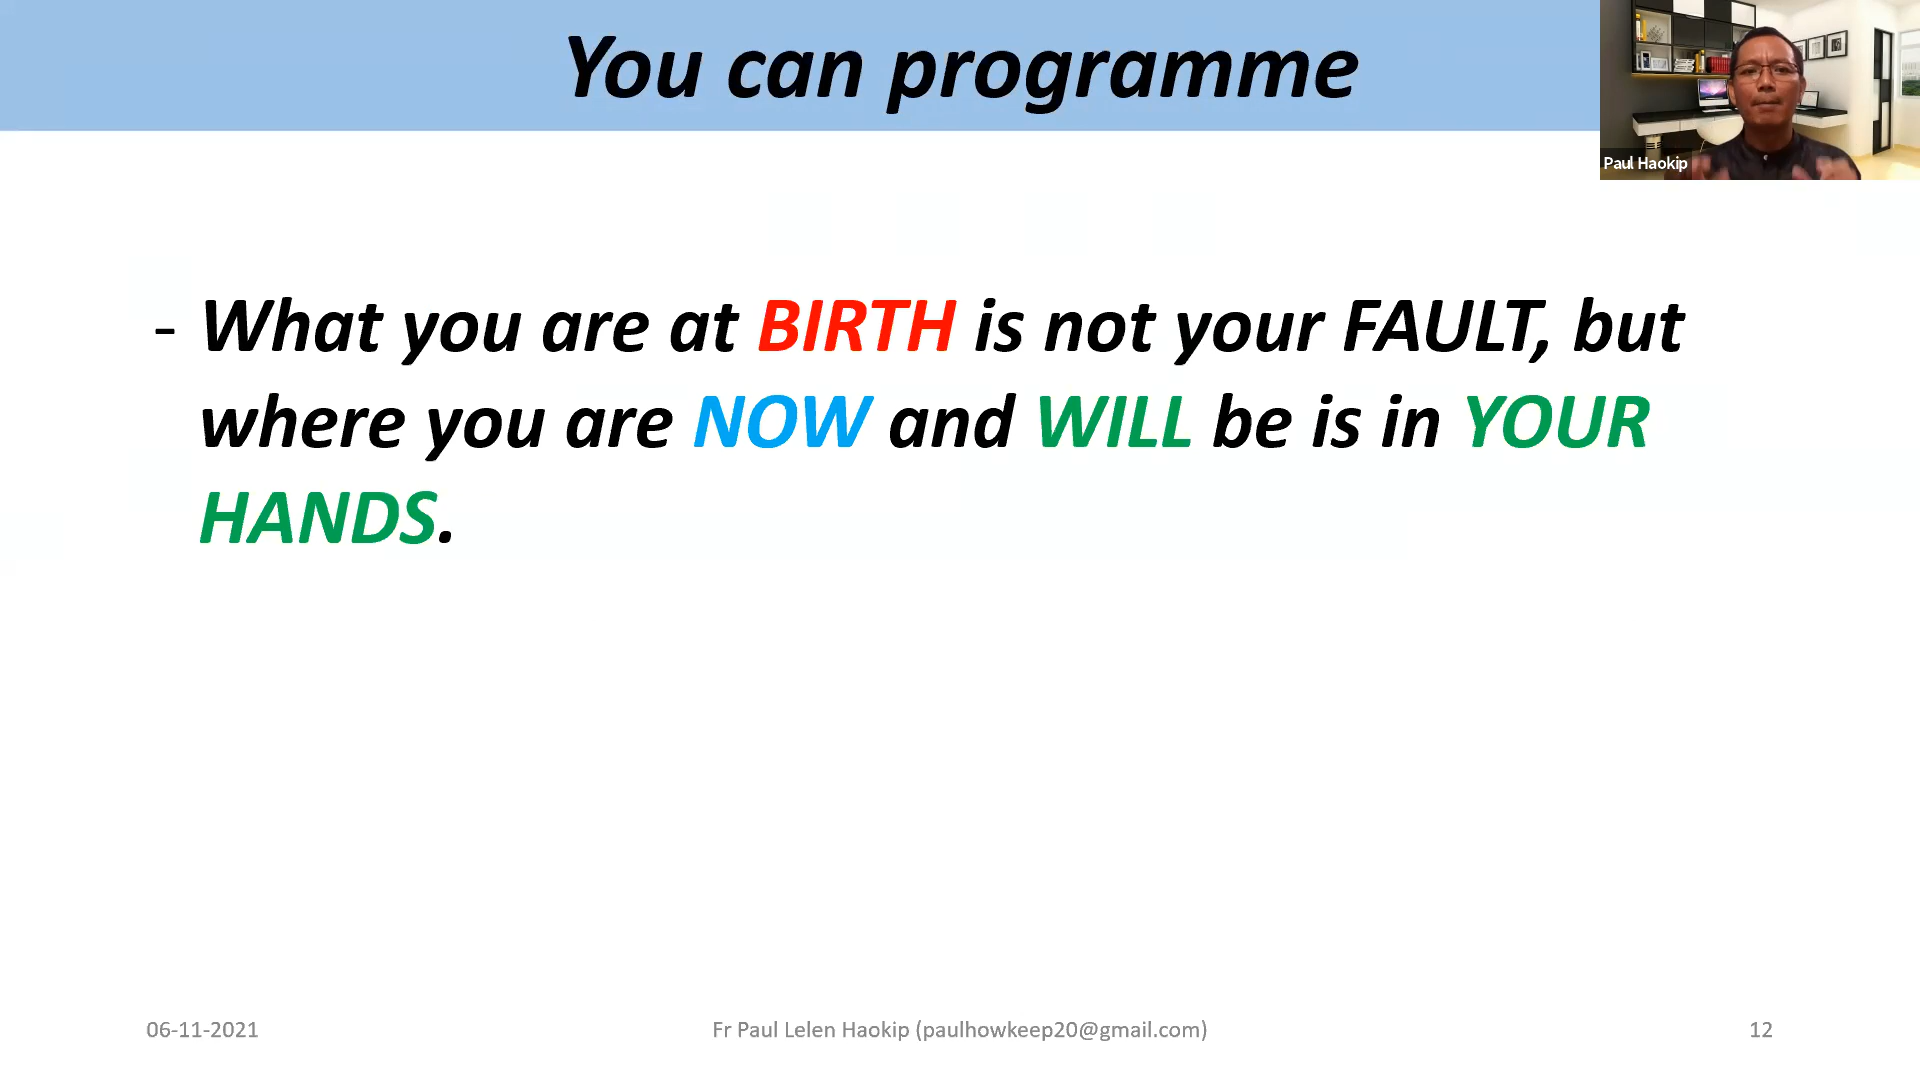 You can programme
Paul Haokip
- What you are at BIRTH is not your FAULT, but
where you are NOW and WILL be is in YOUR
HANDS.
06-11-2021
Fr Paul Lelen Haokip (paulhowkeep20@gmail.com)
12